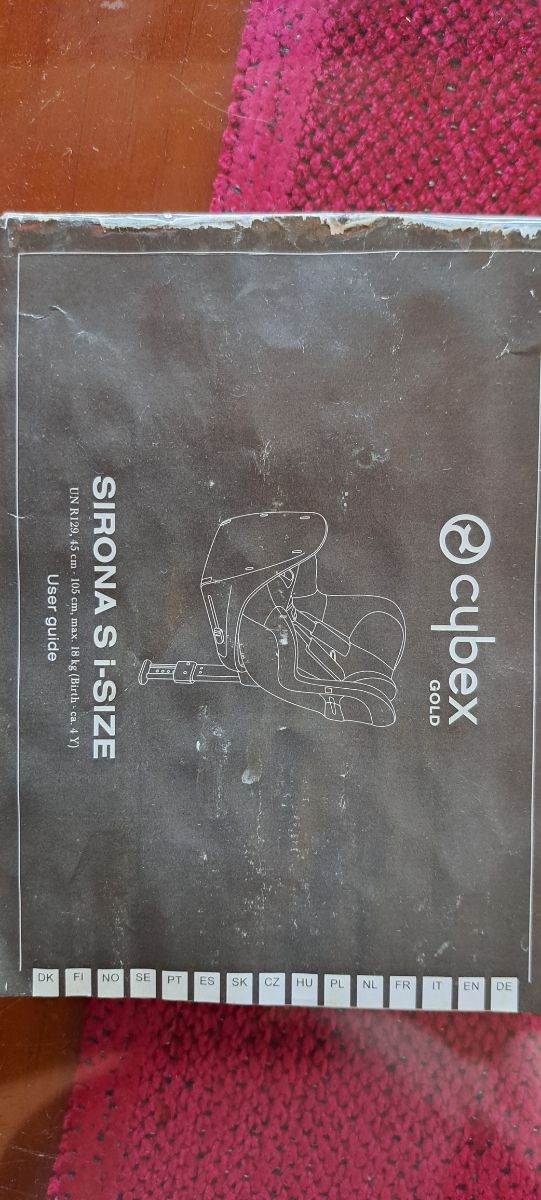 cybex
GOLD
SIRONA S i-SIZE
UN R129, 45 cm - 105 cm, max. 18 kg (Birth - ca. 4 Y)
User guide
DE
EN
IT
FR
NL
PL
HU
CZ
SK
ES
PT
SE
NO
FI
DK